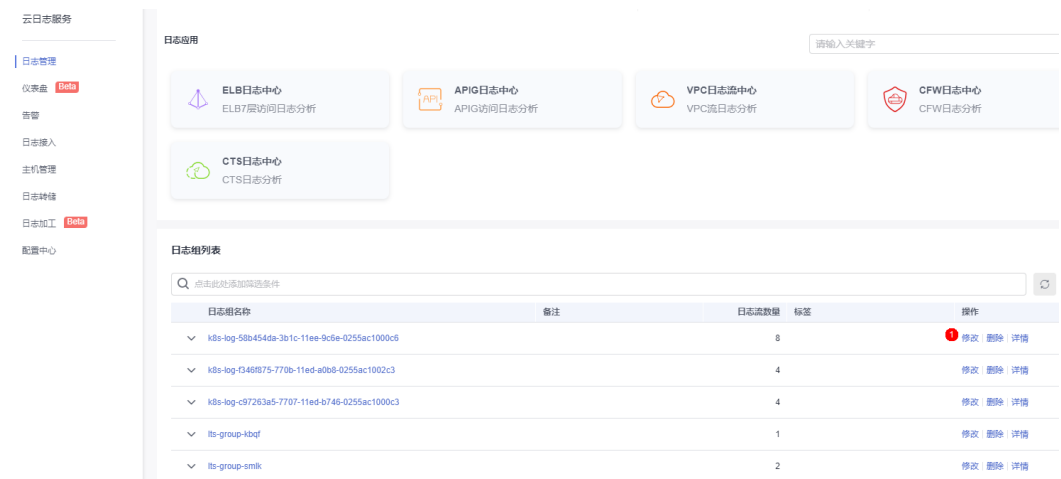 云日志服务
日志管理
仪表盘 Beta
告警
日志接入
主机管理
日志转储
日志加工 Beta
配置中心
日志应用
请输入关键字
ELB日志中心
ELB7层访问日志分析
API
APIG日志中心
APIG访问日志分析
VPC日志流中心
VPC流日志分析
CFW日志中心
CFW日志分析
CTS日志中心
CTS日志分析
日志组列表
点击此处添加筛选条件
日志组名称 备注 日志流数量 标签 操作
k8s-log-58b454da-3b1c-11ee-9c6e-0255ac1000c6 8 1 修改 删除 详情
k8s-log-f346f875-770b-11ed-a0b8-0255ac1002c3 4 修改 删除 详情
k8s-log-c97263a5-7707-11ed-b746-0255ac1000c3 4 修改 删除 详情
lts-group-kbqf 1 修改 删除 详情
lts-group-smlk 2 修改 删除 详情